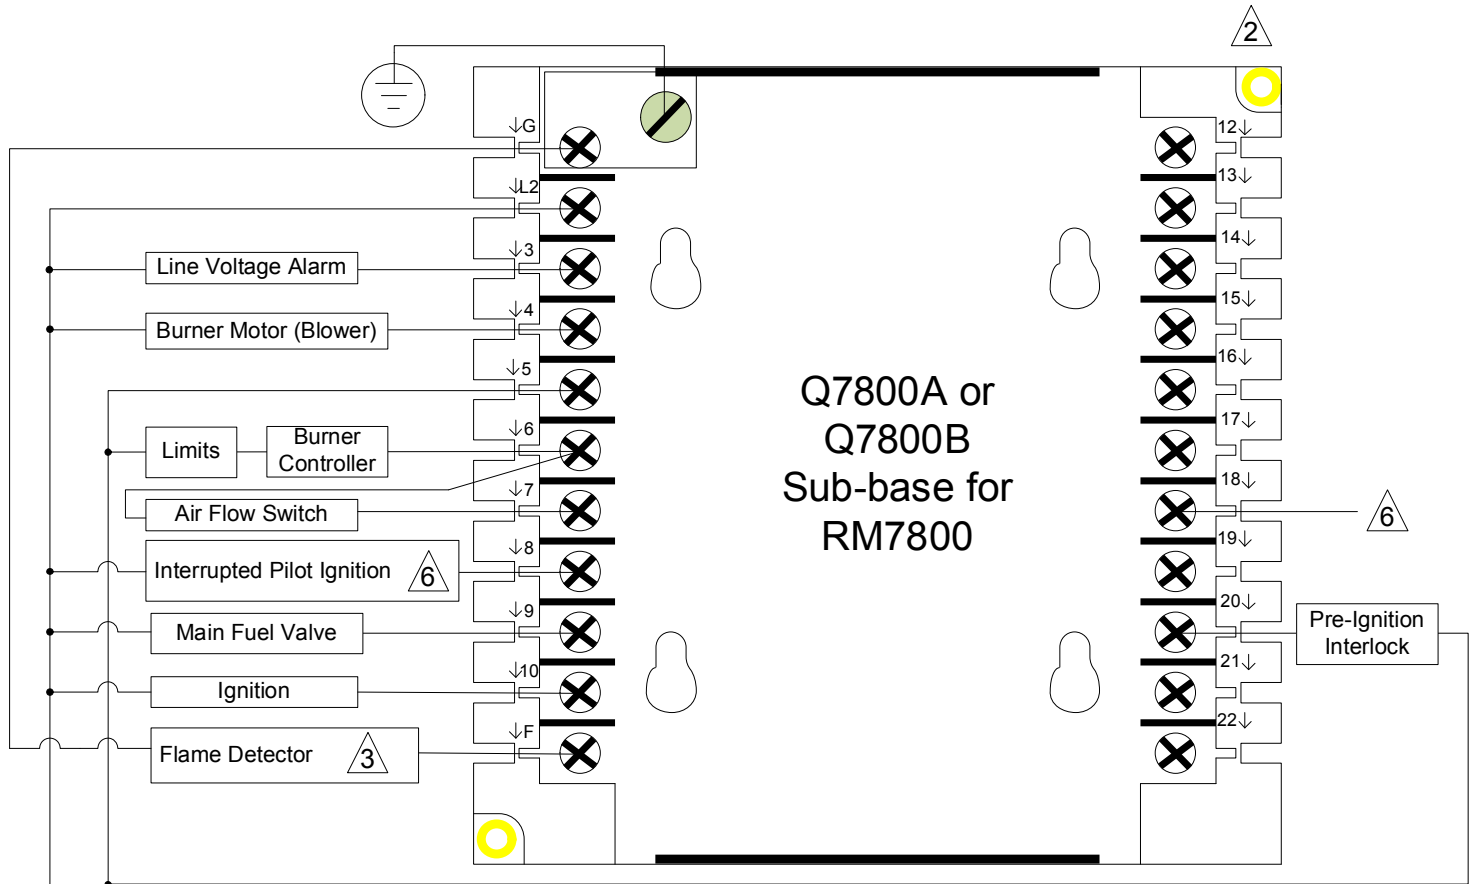 2
G
12
L2
13
Line Voltage Alarm
3
14
Burner Motor (Blower)
4
15
5
16
Q7800A or
Q7800B
Sub-base for
RM7800
Limits
Burner
Controller
6
17
Air Flow Switch
7
18
6
Interrupted Pilot Ignition
6
8
19
Main Fuel Valve
9
20
Pre-Ignition
Interlock
Ignition
10
21
Flame Detector
3
F
22